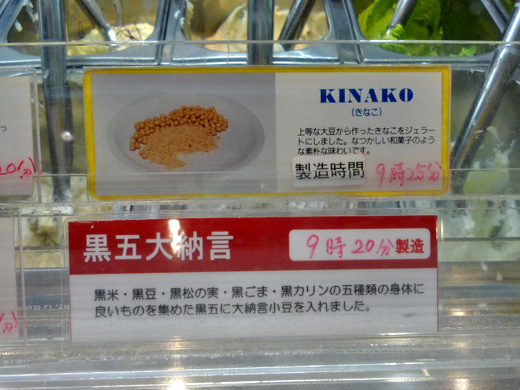 KINAKO
(きなこ)
上等な大豆から作ったきなこをジェラー
トにしました。なつかしい和菓子のよう
な素朴な味わいです。
製造時間 9時25分
黒五大納言
9時20分製造
黒米・黒豆・黒松の実・黒ごま・黒カリンの五種類の身体に
良いものを集めた黒五に大納言小豆を入れました。